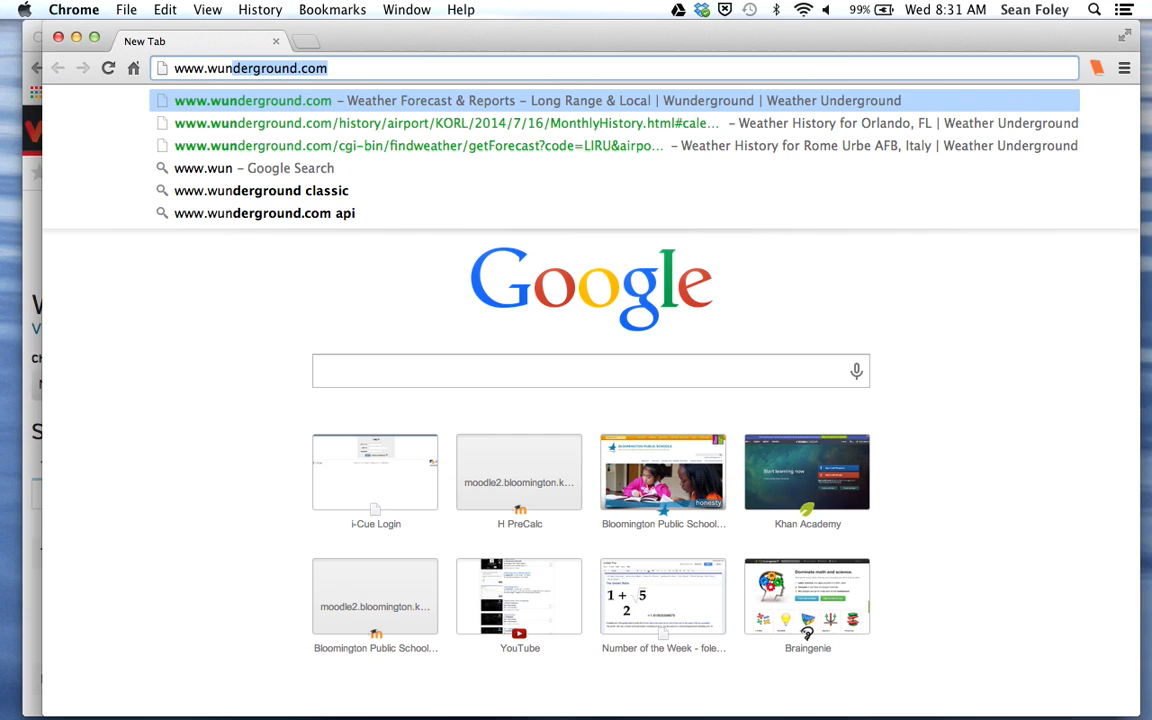 Chrome File Edit View History Bookmarks Window Help 99% Wed 8:31 AM Sean Foley
New Tab
www.wunderground.com
www.wunderground.com – Weather Forecast & Reports – Long Range & Local | Wunderground | Weather Underground
www.wunderground.com/history/airport/KORL/2014/7/16/MonthlyHistory.html#cale... – Weather History for Orlando, FL | Weather Underground
www.wunderground.com/cgi-bin/findweather/getForecast?code=LIRU&airpo... – Weather History for Rome Urbe AFB, Italy | Weather Underground
www.wun – Google Search
www.wunderground classic
www.wunderground.com api
Google
moodle2.bloomington.k...
honesty
Start learning now
i-Cue Login
H PreCalc
Bloomington Public School...
Khan Academy
moodle2.bloomington.k...
1 + √5
2
Dominate math and science
Bloomington Public School...
YouTube
Number of the Week - fole...
Braingenie